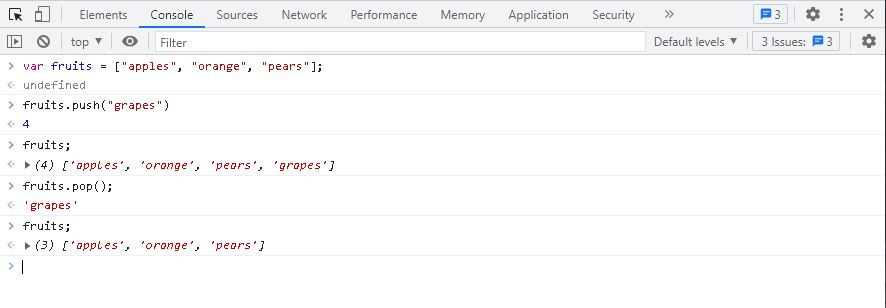 Elements Console Sources Network Performance Memory Application Security » 3
top ▼ Filter Default levels ▼ 3 Issues: 3
> var fruits = ["apples", "orange", "pears"];
undefined
> fruits.push("grapes")
4
> fruits;
(4) ['apples', 'orange', 'pears', 'grapes']
> fruits.pop();
'grapes'
> fruits;
(3) ['apples', 'orange', 'pears']
>